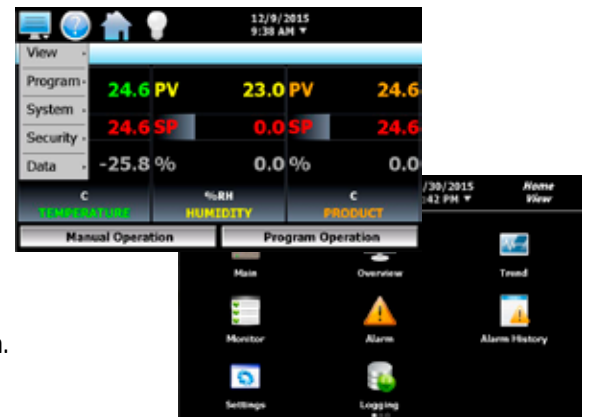 12/9/2015
9:38 AM ▼
View
Program
System
Security
Data
24.6 PV 23.0 PV 24.6
24.6 SP 0.0 SP 24.6
-25.8 % 0.0 % 0.0
C %RH C
TEMPERATURE HUMIDITY PRODUCT
Manual Operation Program Operation
/30/2015
:42 PM ▼
Home
View
Main Overview Trend
Monitor Alarm Alarm History
Settings Logging